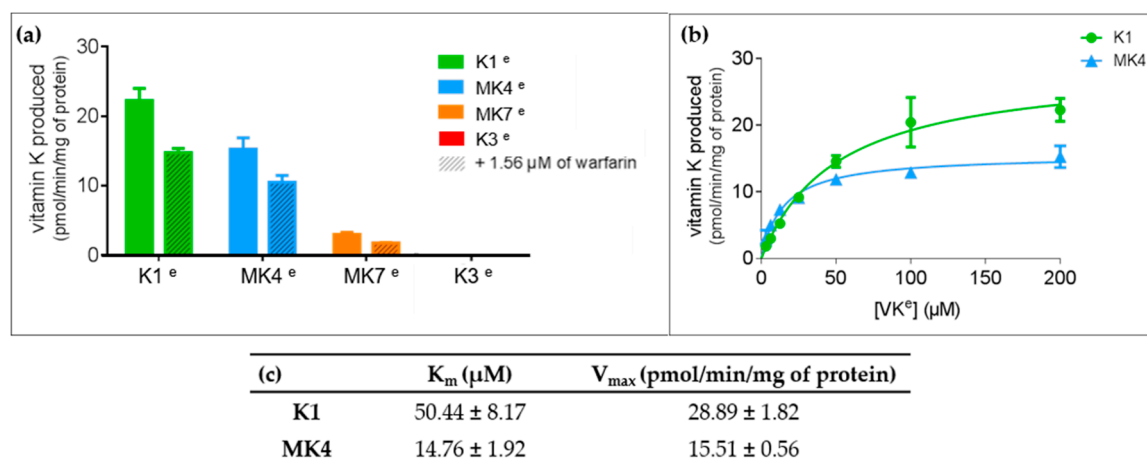 (a)
30
20
10
0
vitamin K produced
(pmol/min/mg of protein)
K1 e
MK4 e
MK7 e
K3 e
+ 1.56 µM of warfarin
K1 e
MK4 e
MK7 e
K3 e
(b)
K1
MK4
30
20
10
0
vitamin K produced
(pmol/min/mg of protein)
0 50 100 150 200
[VKe] (µM)
(c) Km (µM) Vmax (pmol/min/mg of protein)
K1 50.44 ± 8.17 28.89 ± 1.82
MK4 14.76 ± 1.92 15.51 ± 0.56